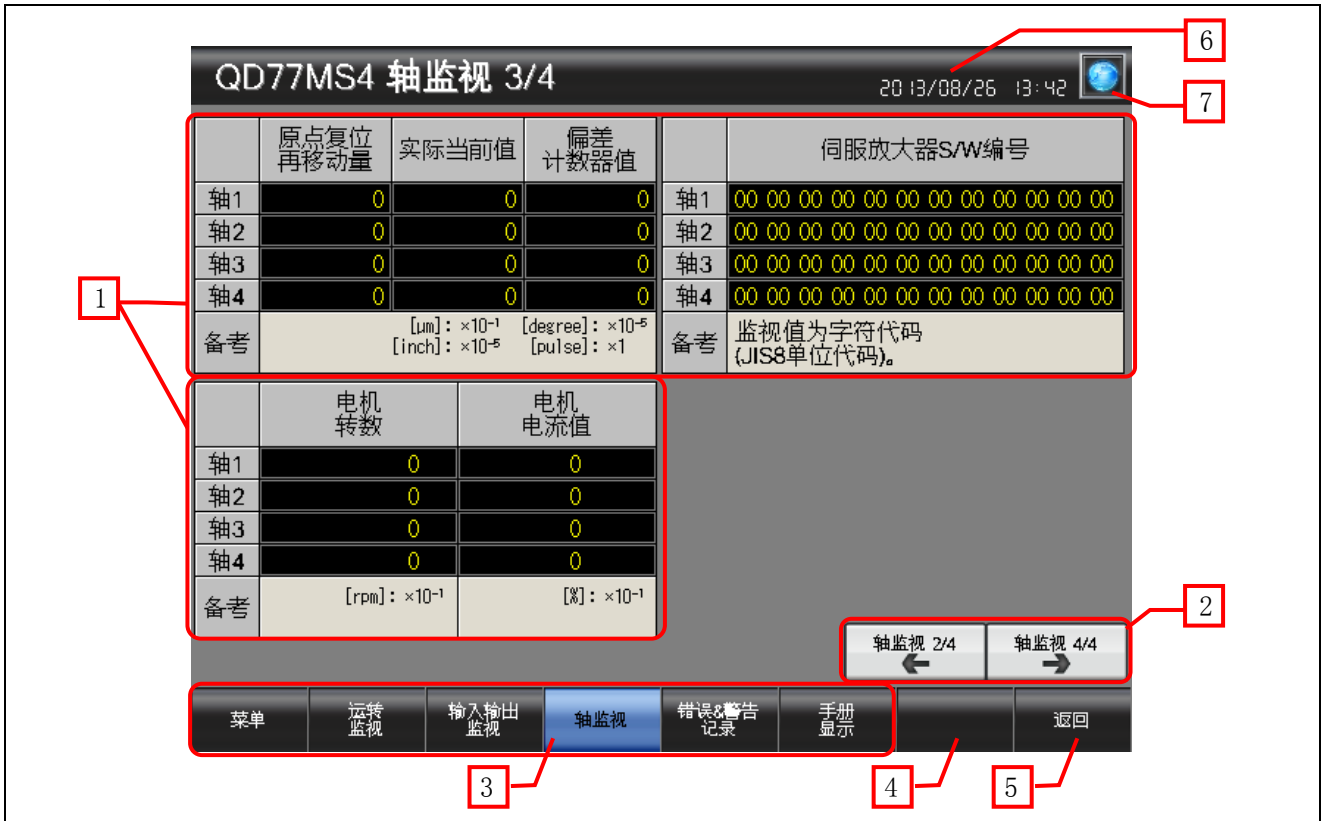 6
QD77MS4 轴监视 3/4
2013/08/26 13:42
7
原点复位
再移动量
实际当前值
偏差
计数器值
伺服放大器S/W编号
轴1 0 0 0 轴1 00 00 00 00 00 00 00 00 00 00 00 00
轴2 0 0 0 轴2 00 00 00 00 00 00 00 00 00 00 00 00
轴3 0 0 0 轴3 00 00 00 00 00 00 00 00 00 00 00 00
1
轴4 0 0 0 轴4 00 00 00 00 00 00 00 00 00 00 00 00
备考
[μm]：×10⁻¹ [degree]：×10⁻⁵
[inch]：×10⁻⁵ [pulse]：×1
备考
监视值为字符代码
(JIS8单位代码)。
电机
转数
电机
电流值
轴1 0 0
轴2 0 0
轴3 0 0
轴4 0 0
备考
[rpm]：×10⁻¹ [%]：×10⁻¹
2
轴监视 2/4
轴监视 4/4
菜单
运转
监视
输入输出
监视
轴监视
错误&警告
记录
手册
显示
返回
3
4
5